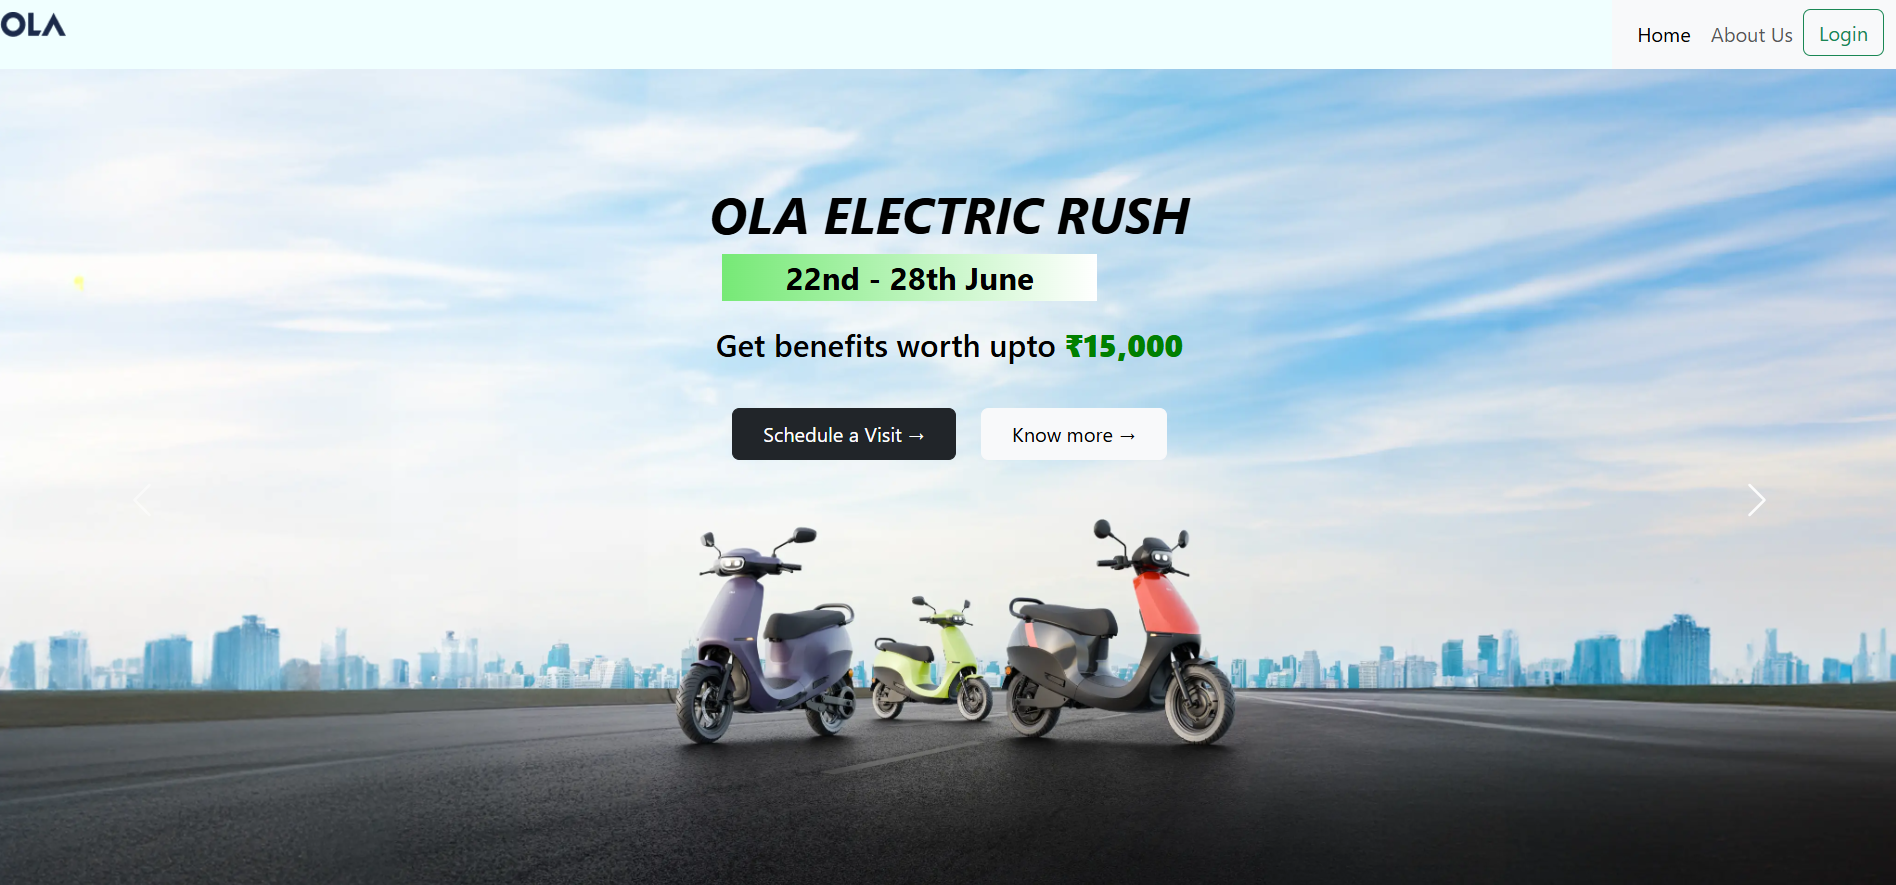 OLA
Home About Us Login
OLA ELECTRIC RUSH
22nd - 28th June
Get benefits worth upto ₹15,000
Schedule a Visit → Know more →